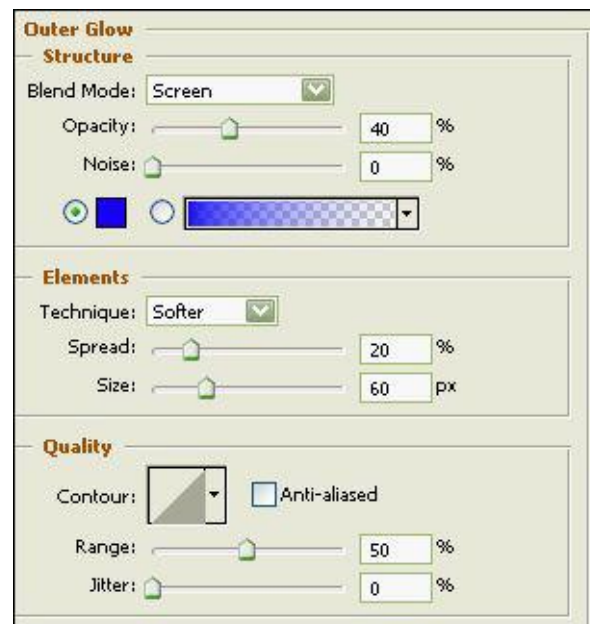 Outer Glow
Structure
Blend Mode: Screen
Opacity: 40 %
Noise: 0 %
Elements
Technique: Softer
Spread: 20 %
Size: 60 px
Quality
Contour: Anti-aliased
Range: 50 %
Jitter: 0 %